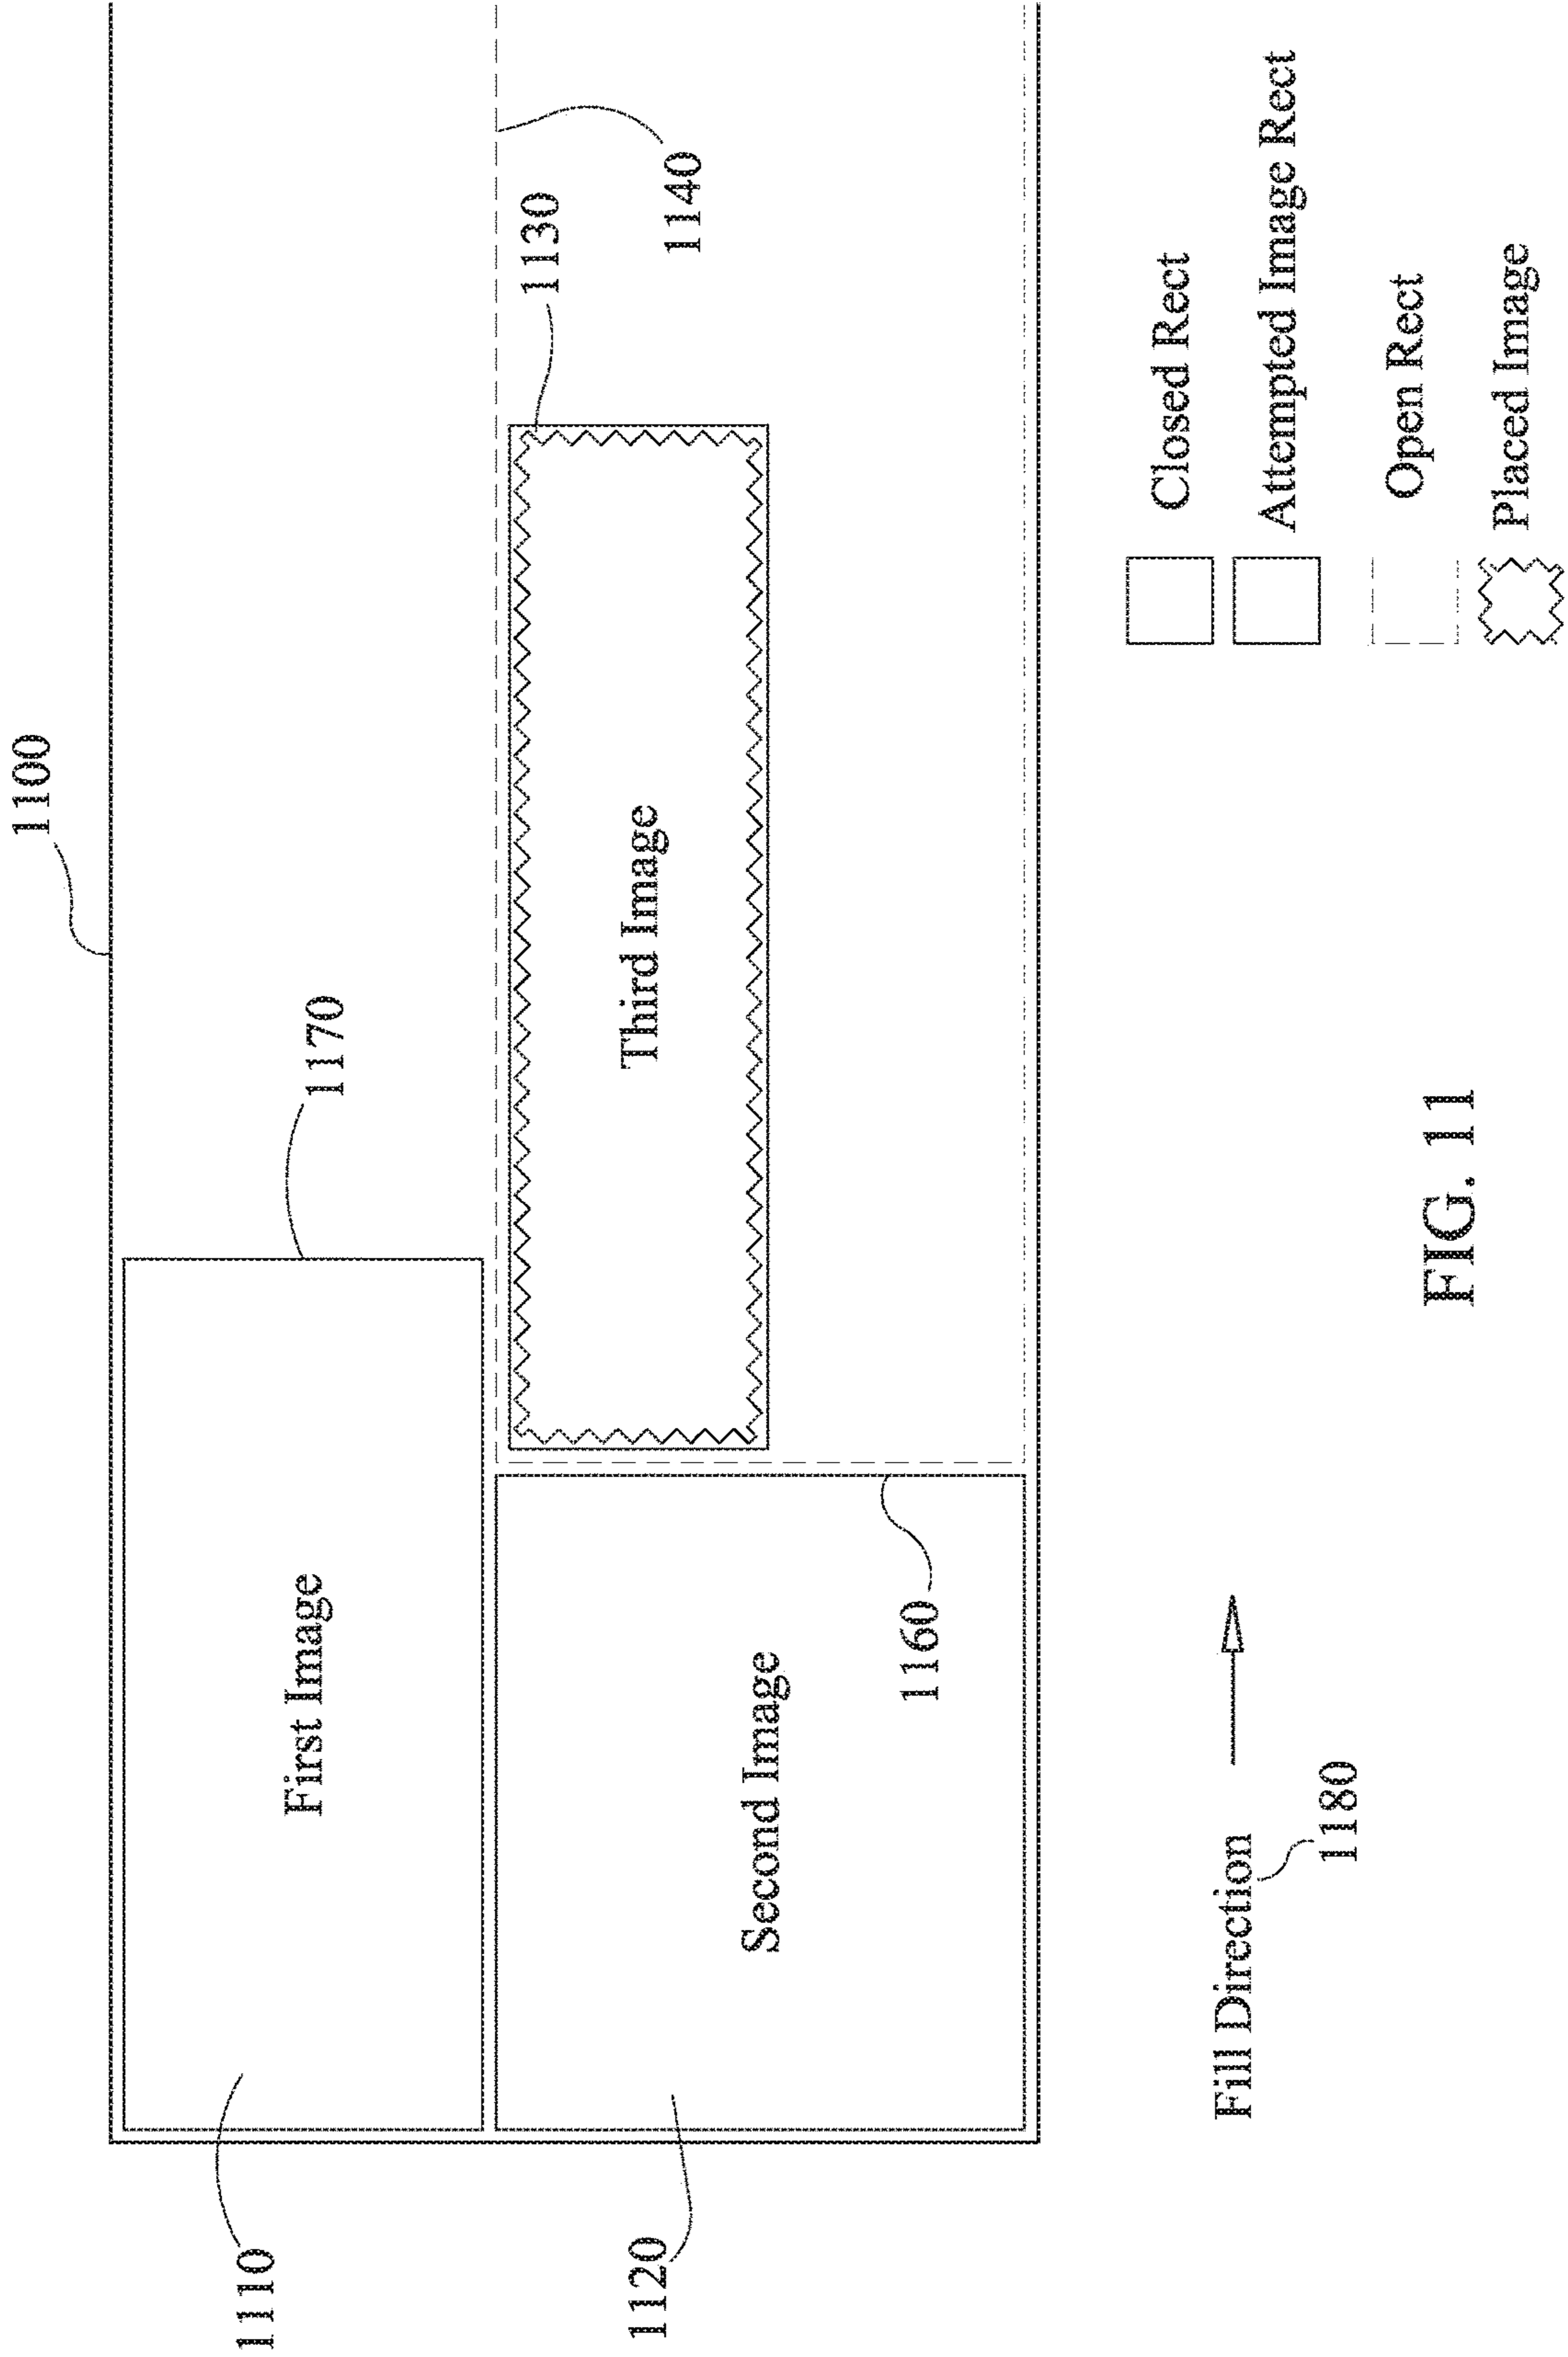 1100
1170
1130
1140
First Image
Third Image
Second Image
1110
1120
1160
Fill Direction
1180
Closed Rect
Attempted Image Rect
Open Rect
Placed Image
FIG. 11